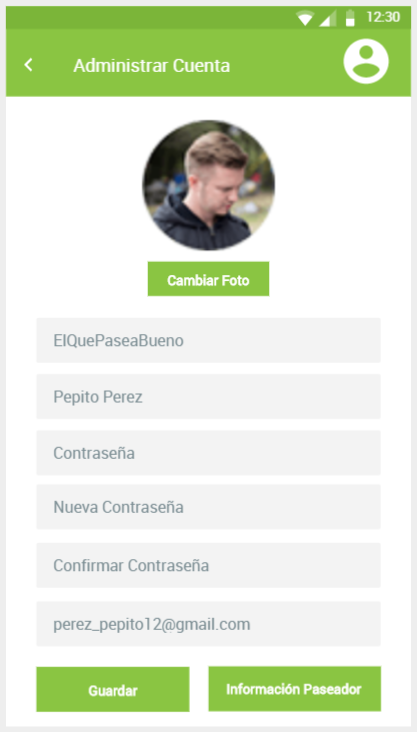 12:30
Administrar Cuenta
Cambiar Foto
ElQuePaseaBueno
Pepito Perez
Contraseña
Nueva Contraseña
Confirmar Contraseña
perez_pepito12@gmail.com
Guardar
Información Paseador